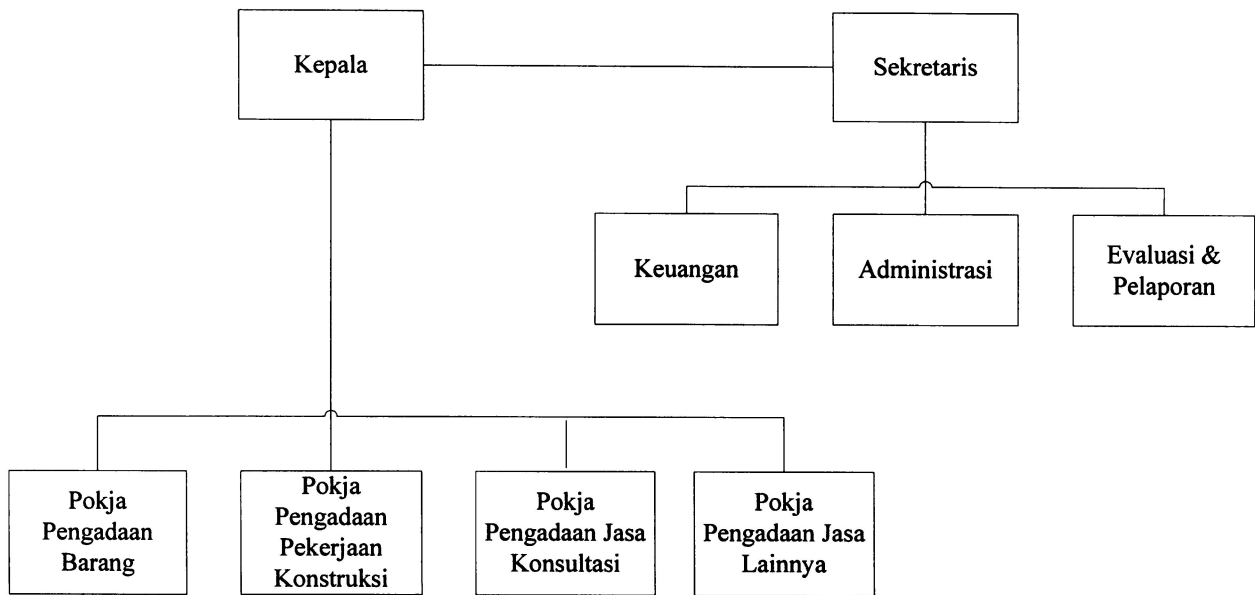 Kepala
Sekretaris
Keuangan
Administrasi
Evaluasi &
Pelaporan
Pokja
Pengadaan
Barang
Pokja
Pengadaan
Pekerjaan
Konstruksi
Pokja
Pengadaan Jasa
Konsultasi
Pokja
Pengadaan Jasa
Lainnya